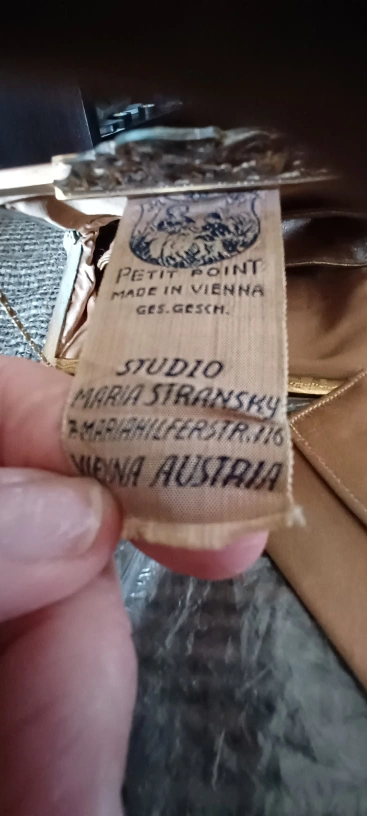 PETIT POINT
MADE IN VIENNA
GES. GESCH.
STUDIO
MARIA STRANSKY
7. MARIAHILFERSTR. 116
VIENNA AUSTRIA